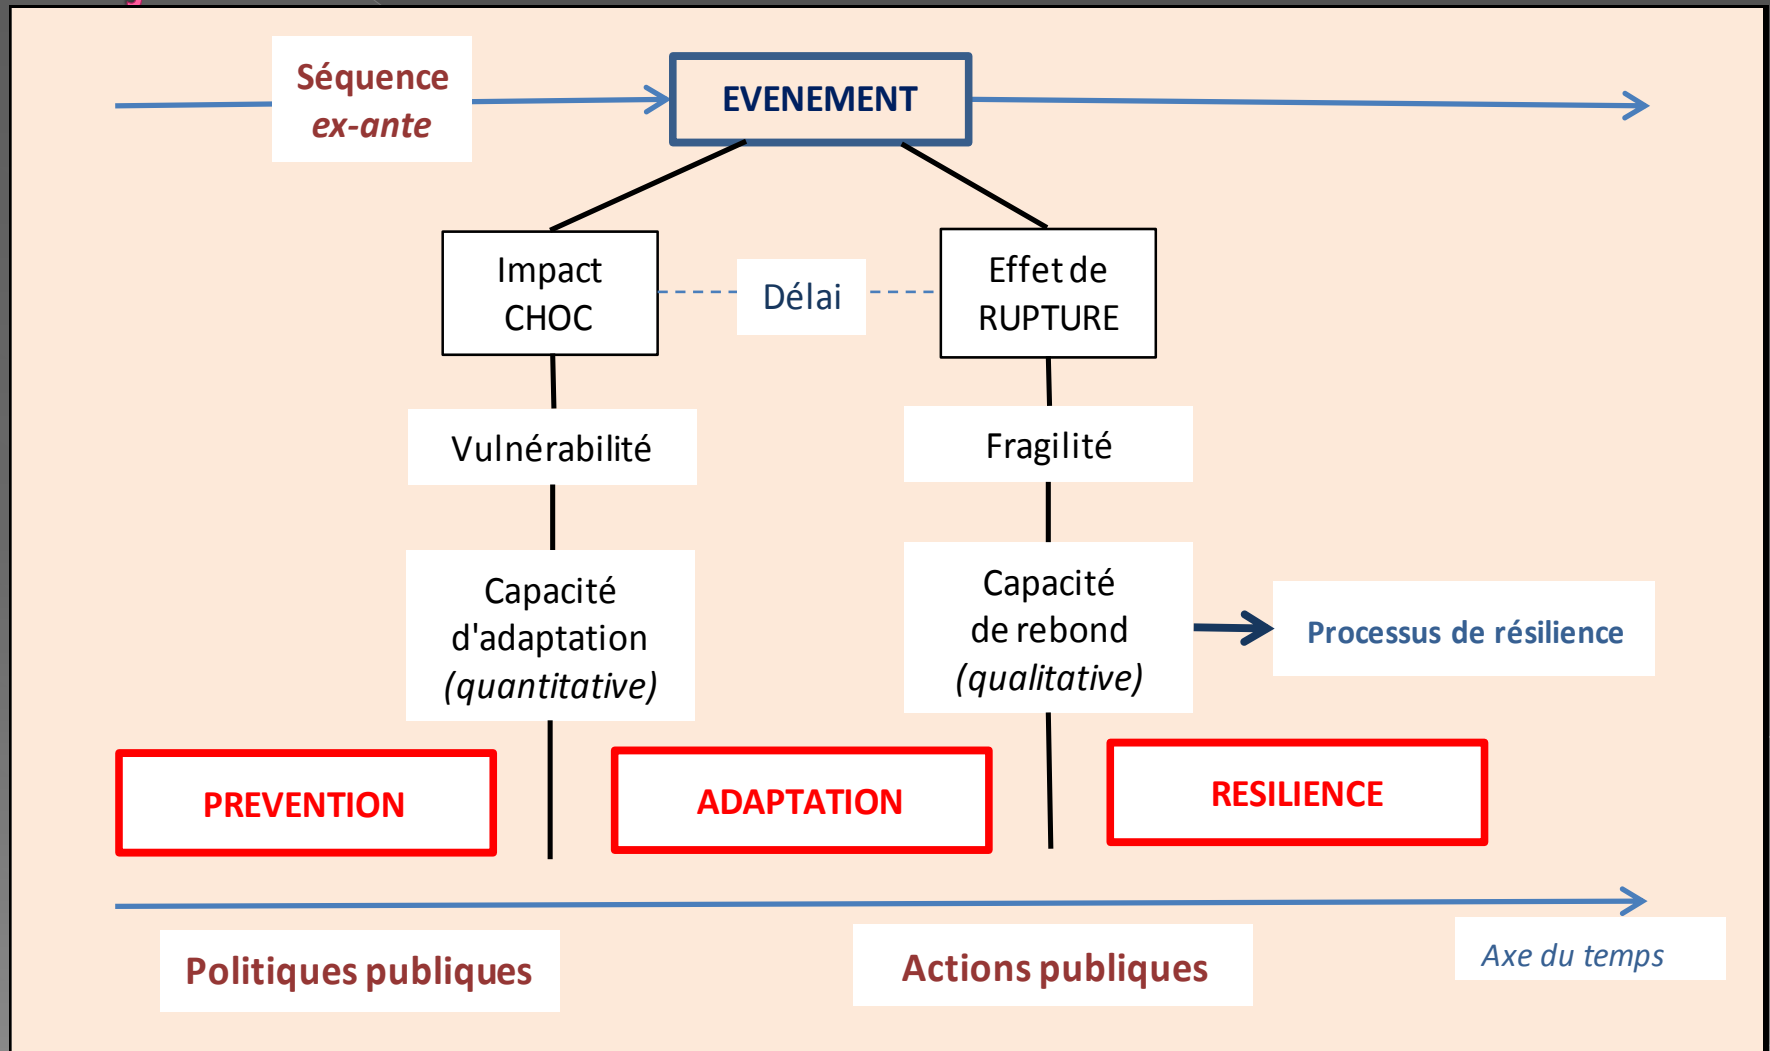 Séquence
ex-ante
EVENEMENT
Impact
CHOC
Délai
Effet de
RUPTURE
Vulnérabilité
Fragilité
Capacité
d'adaptation
(quantitative)
Capacité
de rebond
(qualitative)
Processus de résilience
PREVENTION
ADAPTATION
RESILIENCE
Politiques publiques
Actions publiques
Axe du temps